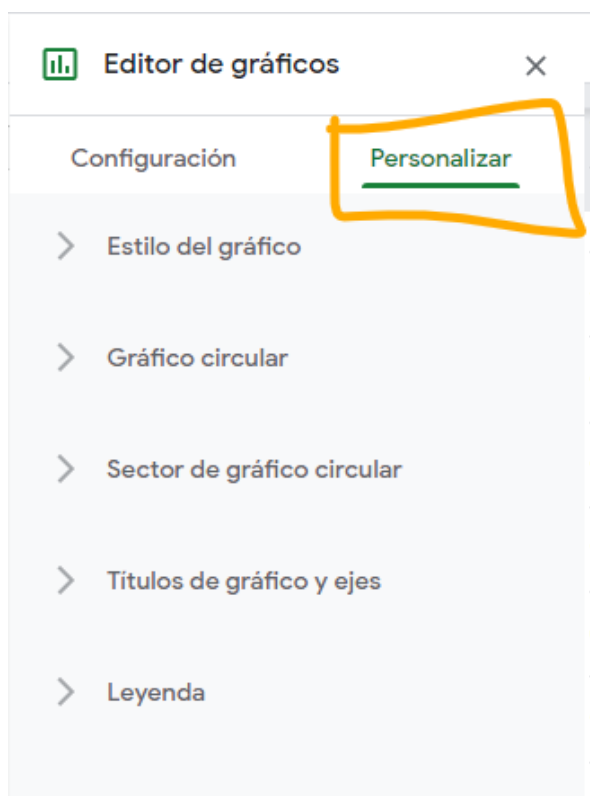 Editor de gráficos
Configuración Personalizar
Estilo del gráfico
Gráfico circular
Sector de gráfico circular
Títulos de gráfico y ejes
Leyenda